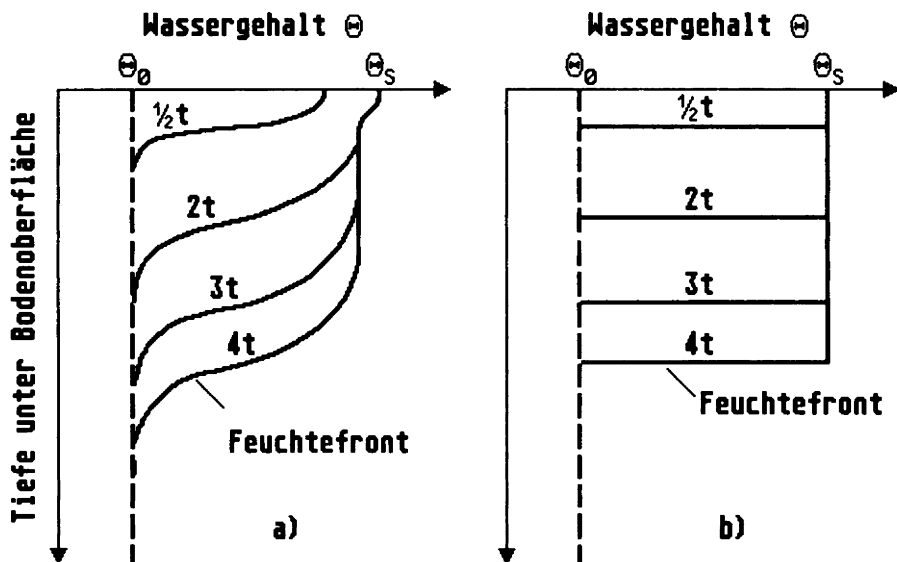 Wassergehalt Θ
Θ₀ Θₛ
½t
2t
3t
4t
Feuchtefront
Tiefe unter Bodenoberfläche
a)
Wassergehalt Θ
Θ₀ Θₛ
½t
2t
3t
4t
Feuchtefront
b)